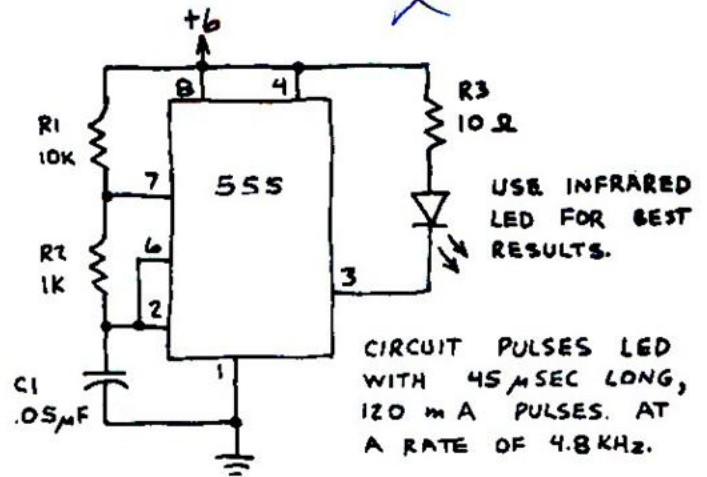 +6
8
4
R1
10K
R3
10 Ω
7
555
USE INFRARED
LED FOR BEST
RESULTS.
R2
1K
6
3
2
CIRCUIT PULSES LED
WITH 45 μSEC LONG,
120 mA PULSES. AT
A RATE OF 4.8 KHz.
1
C1
.05μF